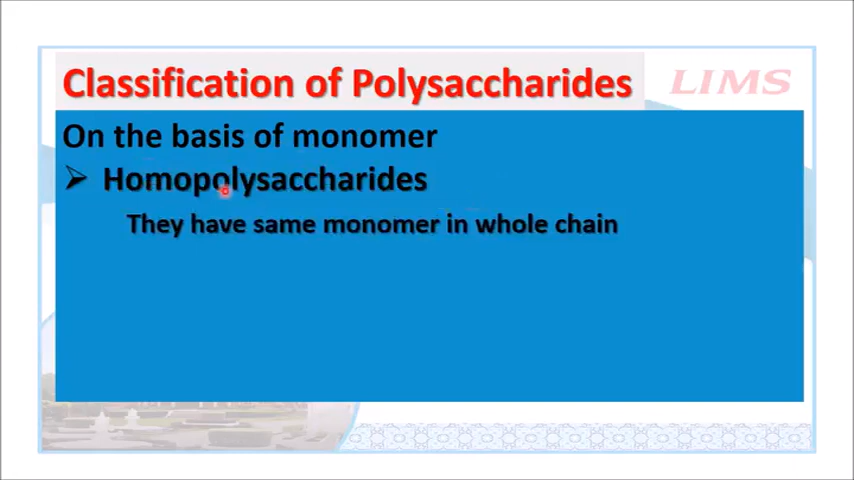 Classification of Polysaccharides
LIMS
On the basis of monomer
➢ Homopolysaccharides
They have same monomer in whole chain